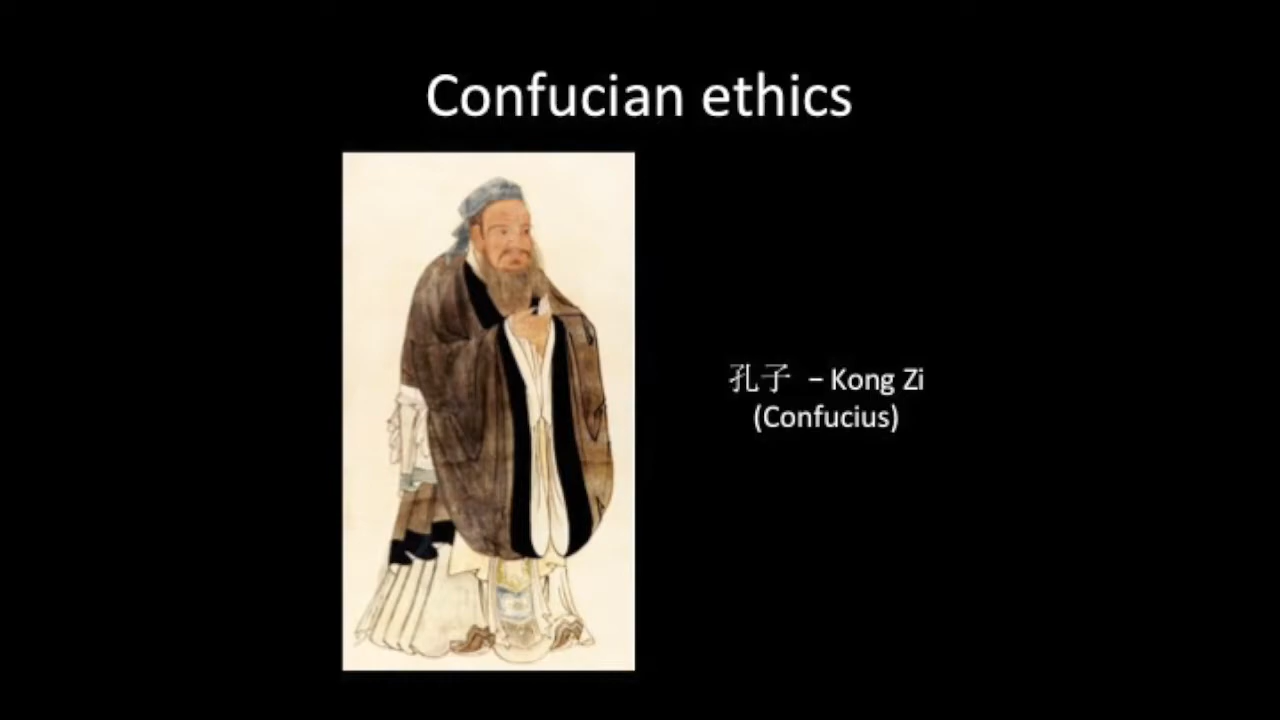 Confucian ethics
孔子 – Kong Zi
(Confucius)